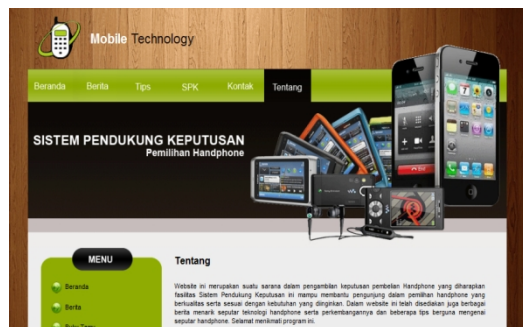 Mobile Technology
Beranda Berita Tips SPK Kontak Tentang
SISTEM PENDUKUNG KEPUTUSAN
Pemilihan Handphone
MENU
Beranda
Berita
Buku Tamu
Tentang
Website ini merupakan suatu sarana dalam pengambilan keputusan pembelian Handphone yang diharapkan
fasilitas Sistem Pendukung Keputusan ini mampu membantu pengunjung dalam pemilihan handphone yang
berkualitas serta sesuai dengan kebutuhan yang diinginkan. Dalam website ini telah disediakan juga berbagai
berita menarik seputar teknologi handphone serta perkembangannya dan beberapa tips berguna mengenai
seputar handphone. Selamat menikmati program ini.